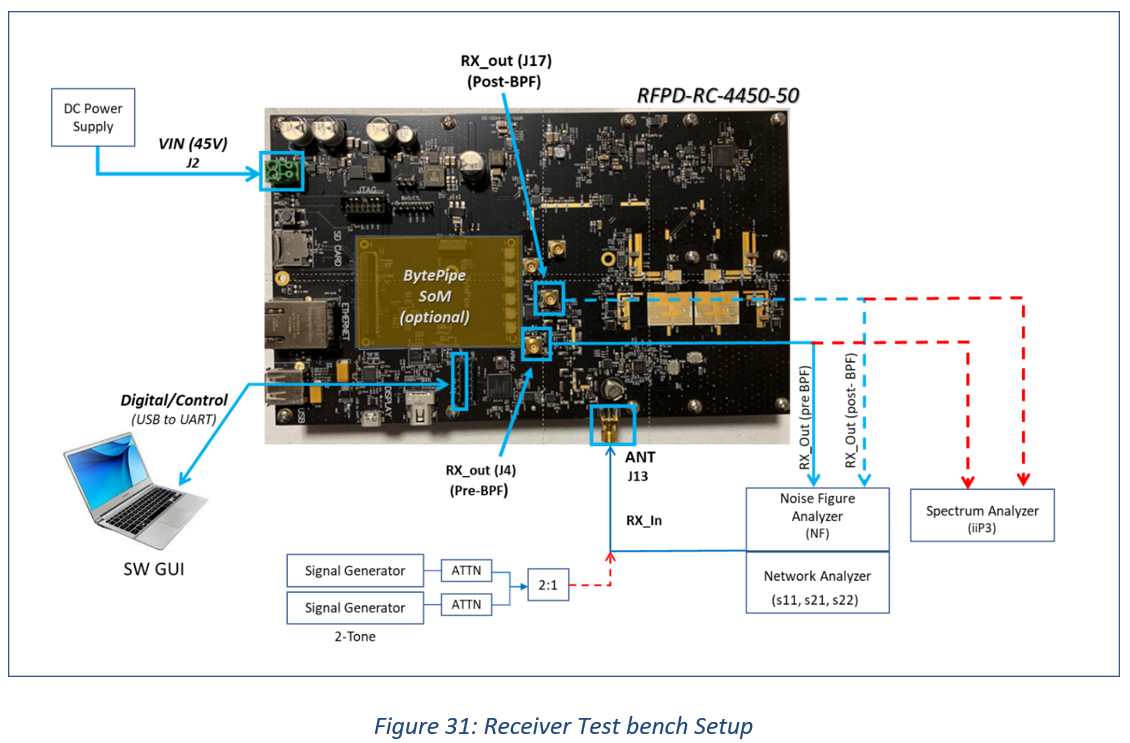 RX_out (J17)
(Post-BPF)
RFPD-RC-4450-50
DC Power
Supply
VIN (45V)
J2
VIN
JTAG
SD CARD
BytePipe
SoM
(optional)
ETHERNET
DISPLAY
USB
Digital/Control
(USB to UART)
SW GUI
RX_out (J4)
(Pre-BPF)
ANT
J13
RX_In
RX_Out (pre BPF)
RX_Out (post- BPF)
Noise Figure
Analyzer
(NF)
Spectrum Analyzer
(iiP3)
Network Analyzer
(s11, s21, s22)
Signal Generator
ATTN
2:1
Signal Generator
ATTN
2-Tone
Figure 31: Receiver Test bench Setup